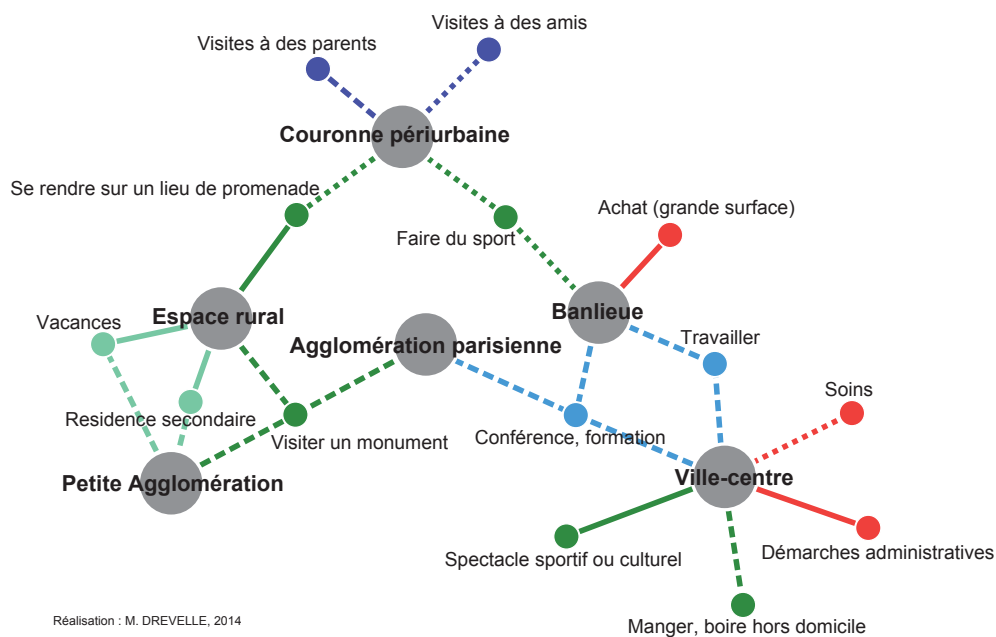 Visites à des amis
Visites à des parents
Couronne périurbaine
Se rendre sur un lieu de promenade
Achat (grande surface)
Faire du sport
Espace rural
Banlieue
Vacances
Agglomération parisienne
Travailler
Soins
Residence secondaire
Visiter un monument
Conférence, formation
Petite Agglomération
Ville-centre
Spectacle sportif ou culturel
Démarches administratives
Réalisation : M. DREVELLE, 2014
Manger, boire hors domicile